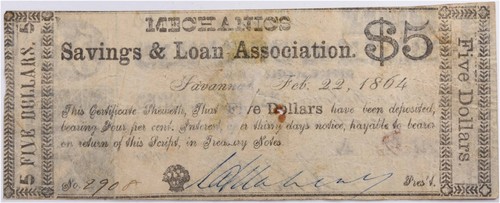 MECHANICS
Savings & Loan Association.
$5
Savannah, Feb. 22, 1864
This Certificate Sheweth, That Five Dollars have been deposited,
bearing Four per cent. Interest, on thirty days notice, payable to bearer
on return of this Script, in Treasury Notes.
No. 2908
Pres't.
5 FIVE DOLLARS. 5
Five Dollars